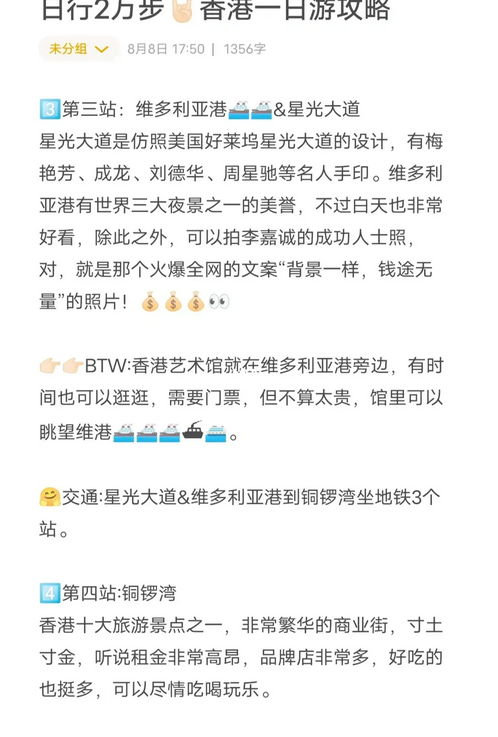 日行2万步🤘🏻香港一日游攻略
未分组 8月8日 17:50 | 1356字
3️⃣第三站：维多利亚港🛳🛳&星光大道
星光大道是仿照美国好莱坞星光大道的设计，有梅
艳芳、成龙、刘德华、周星驰等名人手印。维多利
亚港有世界三大夜景之一的美誉，不过白天也非常
好看，除此之外，可以拍李嘉诚的成功人士照，
对，就是那个火爆全网的文案“背景一样，钱途无
量”的照片！💰💰💰👀
👉🏻👉🏻BTW:香港艺术馆就在维多利亚港旁边，有时
间也可以逛逛，需要门票，但不算太贵，馆里可以
眺望维港🛳🛳🛳⛴🚢。
🤗交通:星光大道&维多利亚港到铜锣湾坐地铁3个
站。
4️⃣第四站:铜锣湾
香港十大旅游景点之一，非常繁华的商业街，寸土
寸金，听说租金非常高昂，品牌店非常多，好吃的
也挺多，可以尽情吃喝玩乐。